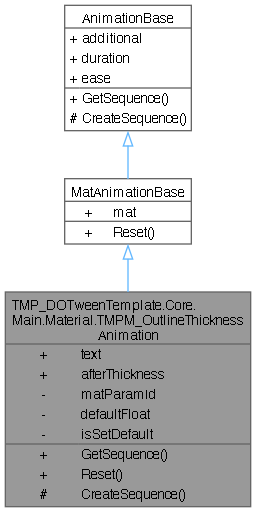 AnimationBase
+ additional
+ duration
+ ease
+ GetSequence()
# CreateSequence()
MatAnimationBase
+ mat
+ Reset()
TMP_DOTweenTemplate.Core.
Main.Material.TMPM_OutlineThickness
Animation
+ text
+ afterThickness
- matParamId
- defaultFloat
- isSetDefault
+ GetSequence()
+ Reset()
# CreateSequence()